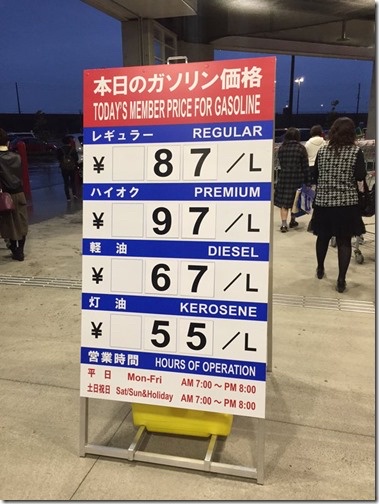 本日のガソリン価格
TODAY'S MEMBER PRICE FOR GASOLINE
レギュラー REGULAR
¥ 87/L
ハイオク PREMIUM
¥ 97/L
軽油 DIESEL
¥ 67/L
灯油 KEROSENE
¥ 55/L
営業時間 HOURS OF OPERATION
平日 Mon-Fri AM 7:00～PM 8:00
土日祝日 Sat/Sun&Holiday AM 7:00～PM 8:00